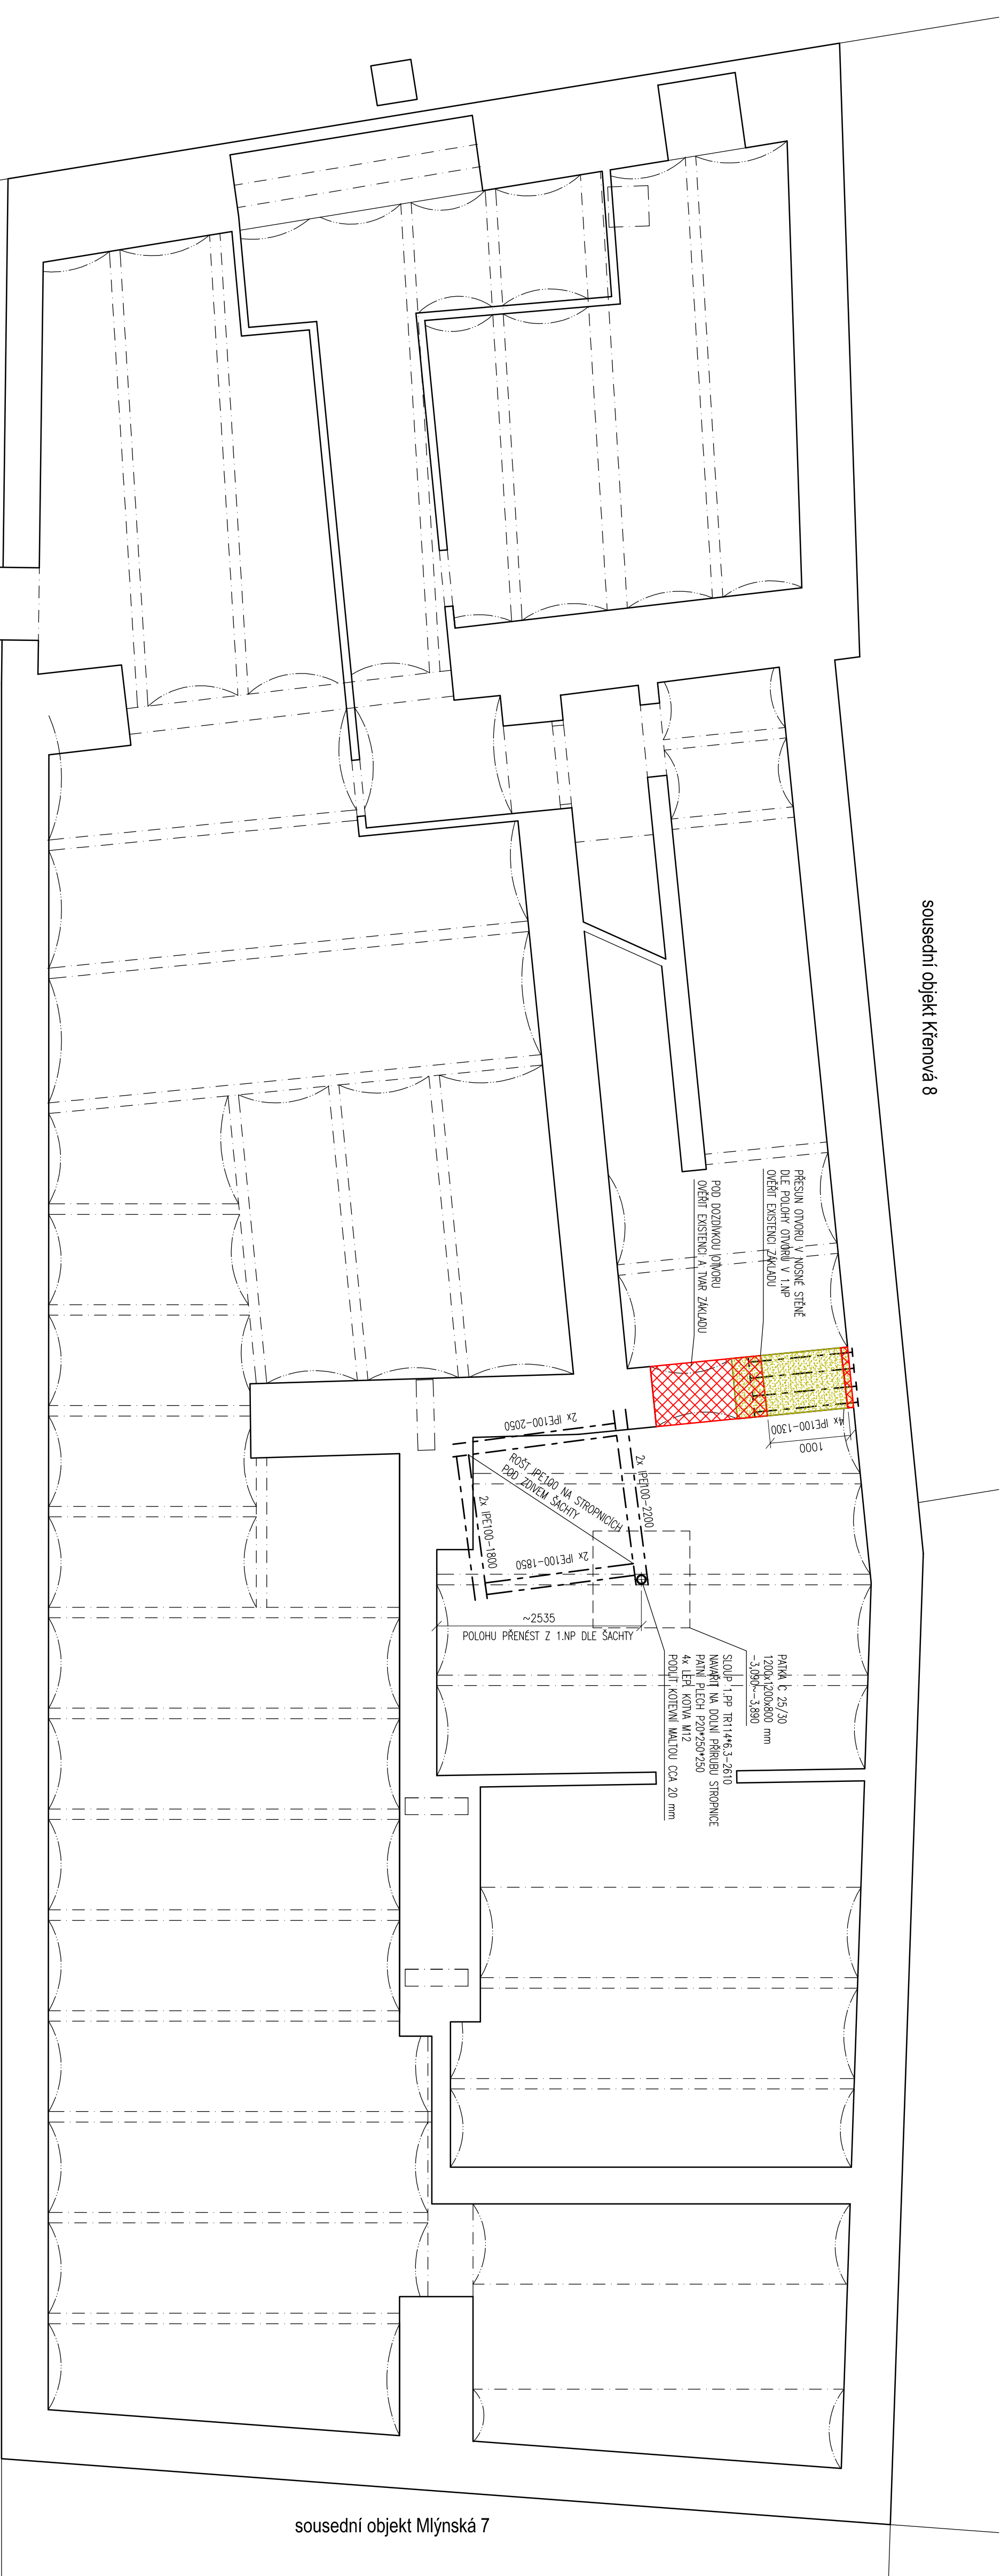 sousední objekt Křenová 8
PŘESUN OTVORU V NOSNÉ STĚNĚ
DLE POLOHY OTVORU V 1.NP
OVĚŘIT EXISTENCI ZÁKLADU
POD DOZDÍVKOU OTVORU
OVĚŘIT EXISTENCI A TVAR ZÁKLADU
4x IPE100-1300
1000
2x IPE100-2050
2x IPE100-2200
ROŠT IPE100 NA STROPNICÍCH
POD ZDIVEM ŠACHTY
2x IPE100-1800
2x IPE100-1850
~2535
POLOHU PŘENÉST Z 1.NP DLE ŠACHTY
PATKA C 25/30
1200x1200x800 mm
-3,090~-3,890
SLOUP 1.PP TR114*6.3-2610
NAVAŘIT NA DOLNÍ PŘÍRUBU STROPNICE
PATNÍ PLECH P20*250*250
4x LEP. KOTVA M12
PODLÍT KOTEVNÍ MALTOU CCA 20 mm
sousední objekt Mlýnská 7